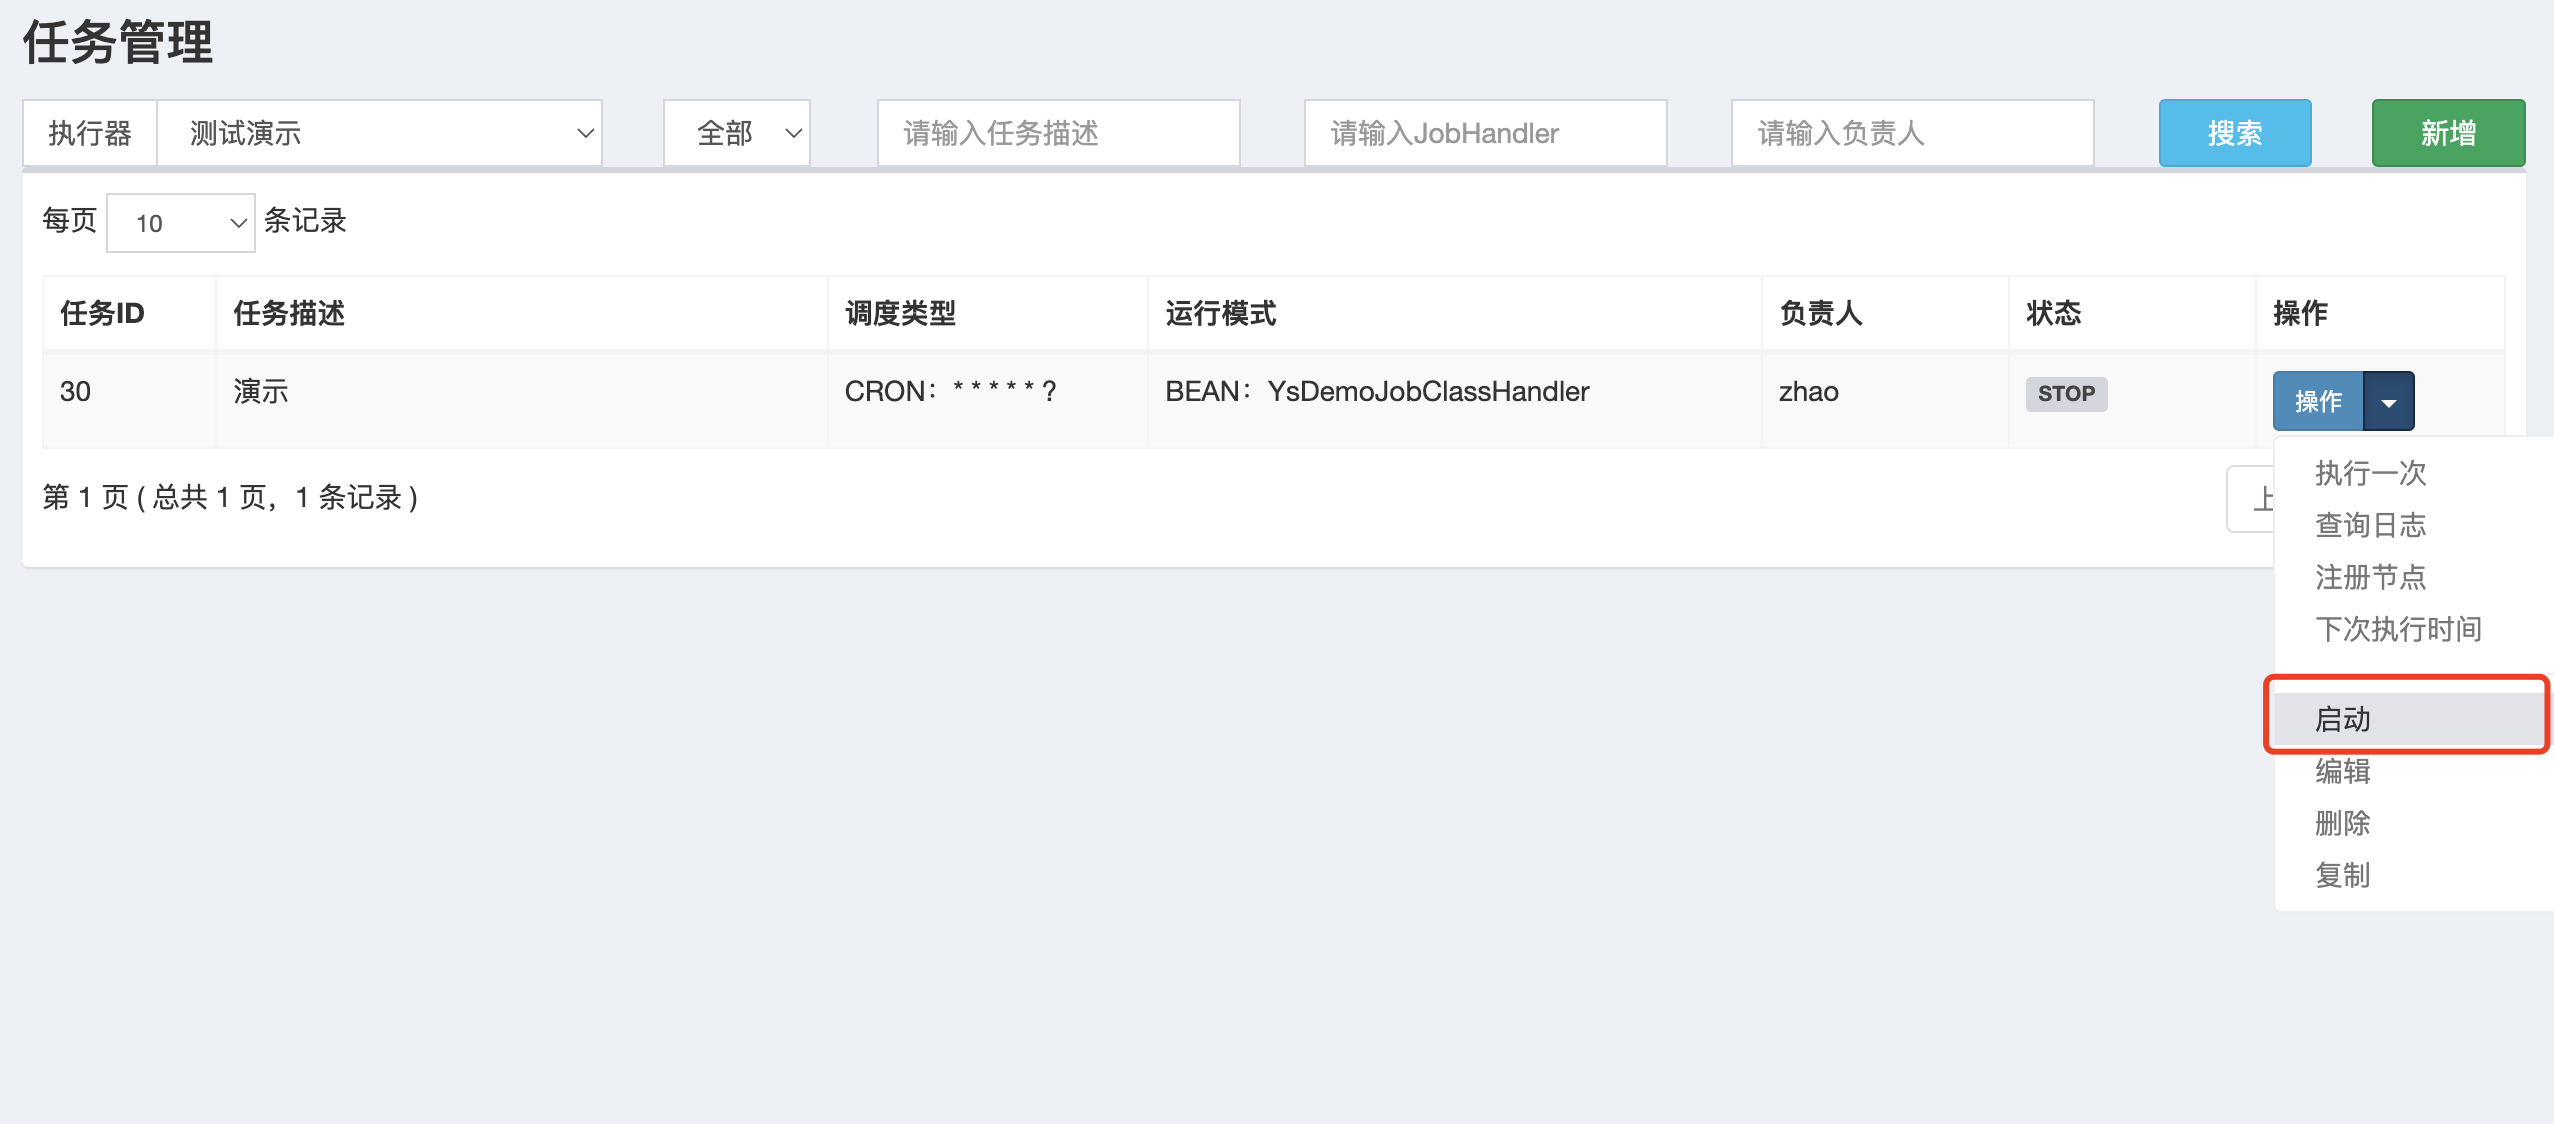 任务管理
执行器 测试演示 全部 请输入任务描述 请输入JobHandler 请输入负责人 搜索 新增
每页 10 条记录
任务ID 任务描述 调度类型 运行模式 负责人 状态 操作
30 演示 CRON：* * * * * ? BEAN：YsDemoJobClassHandler zhao STOP 操作
第 1 页 ( 总共 1 页，1 条记录 ) 上
执行一次
查询日志
注册节点
下次执行时间
启动
编辑
删除
复制